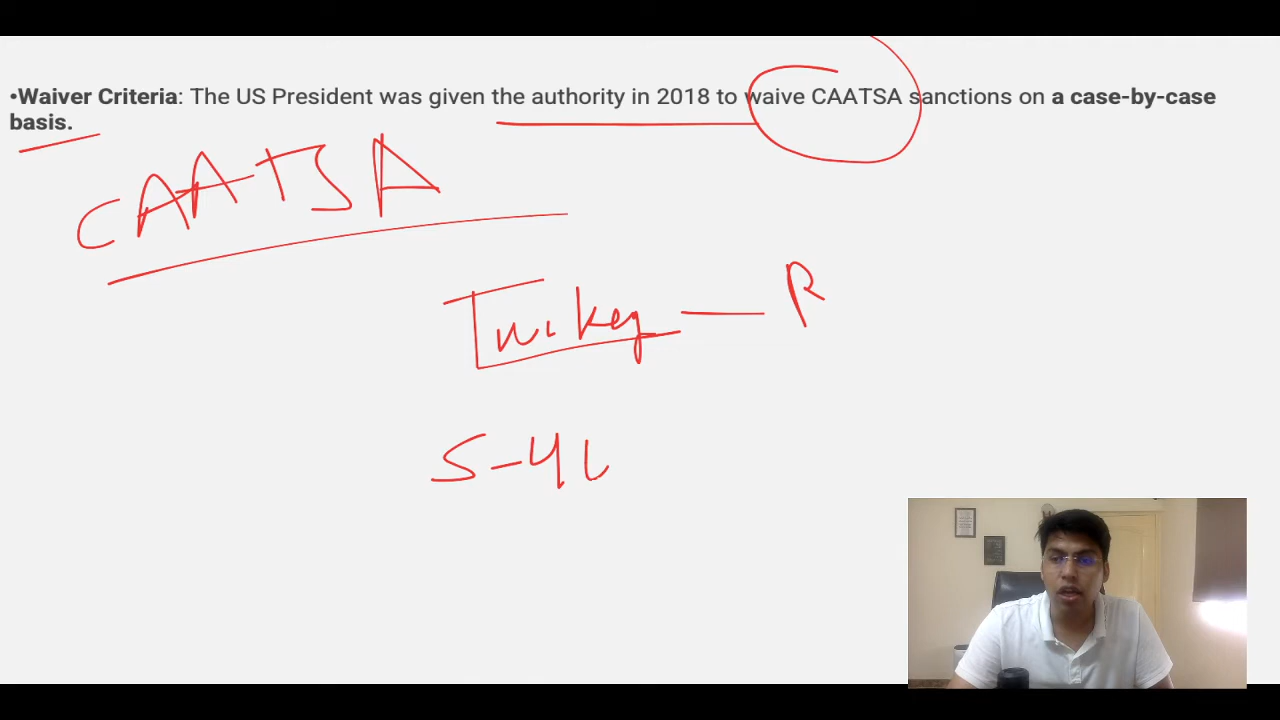 •Waiver Criteria: The US President was given the authority in 2018 to waive CAATSA sanctions on a case-by-case
basis.
CAATSA
Turkey — R
S-4